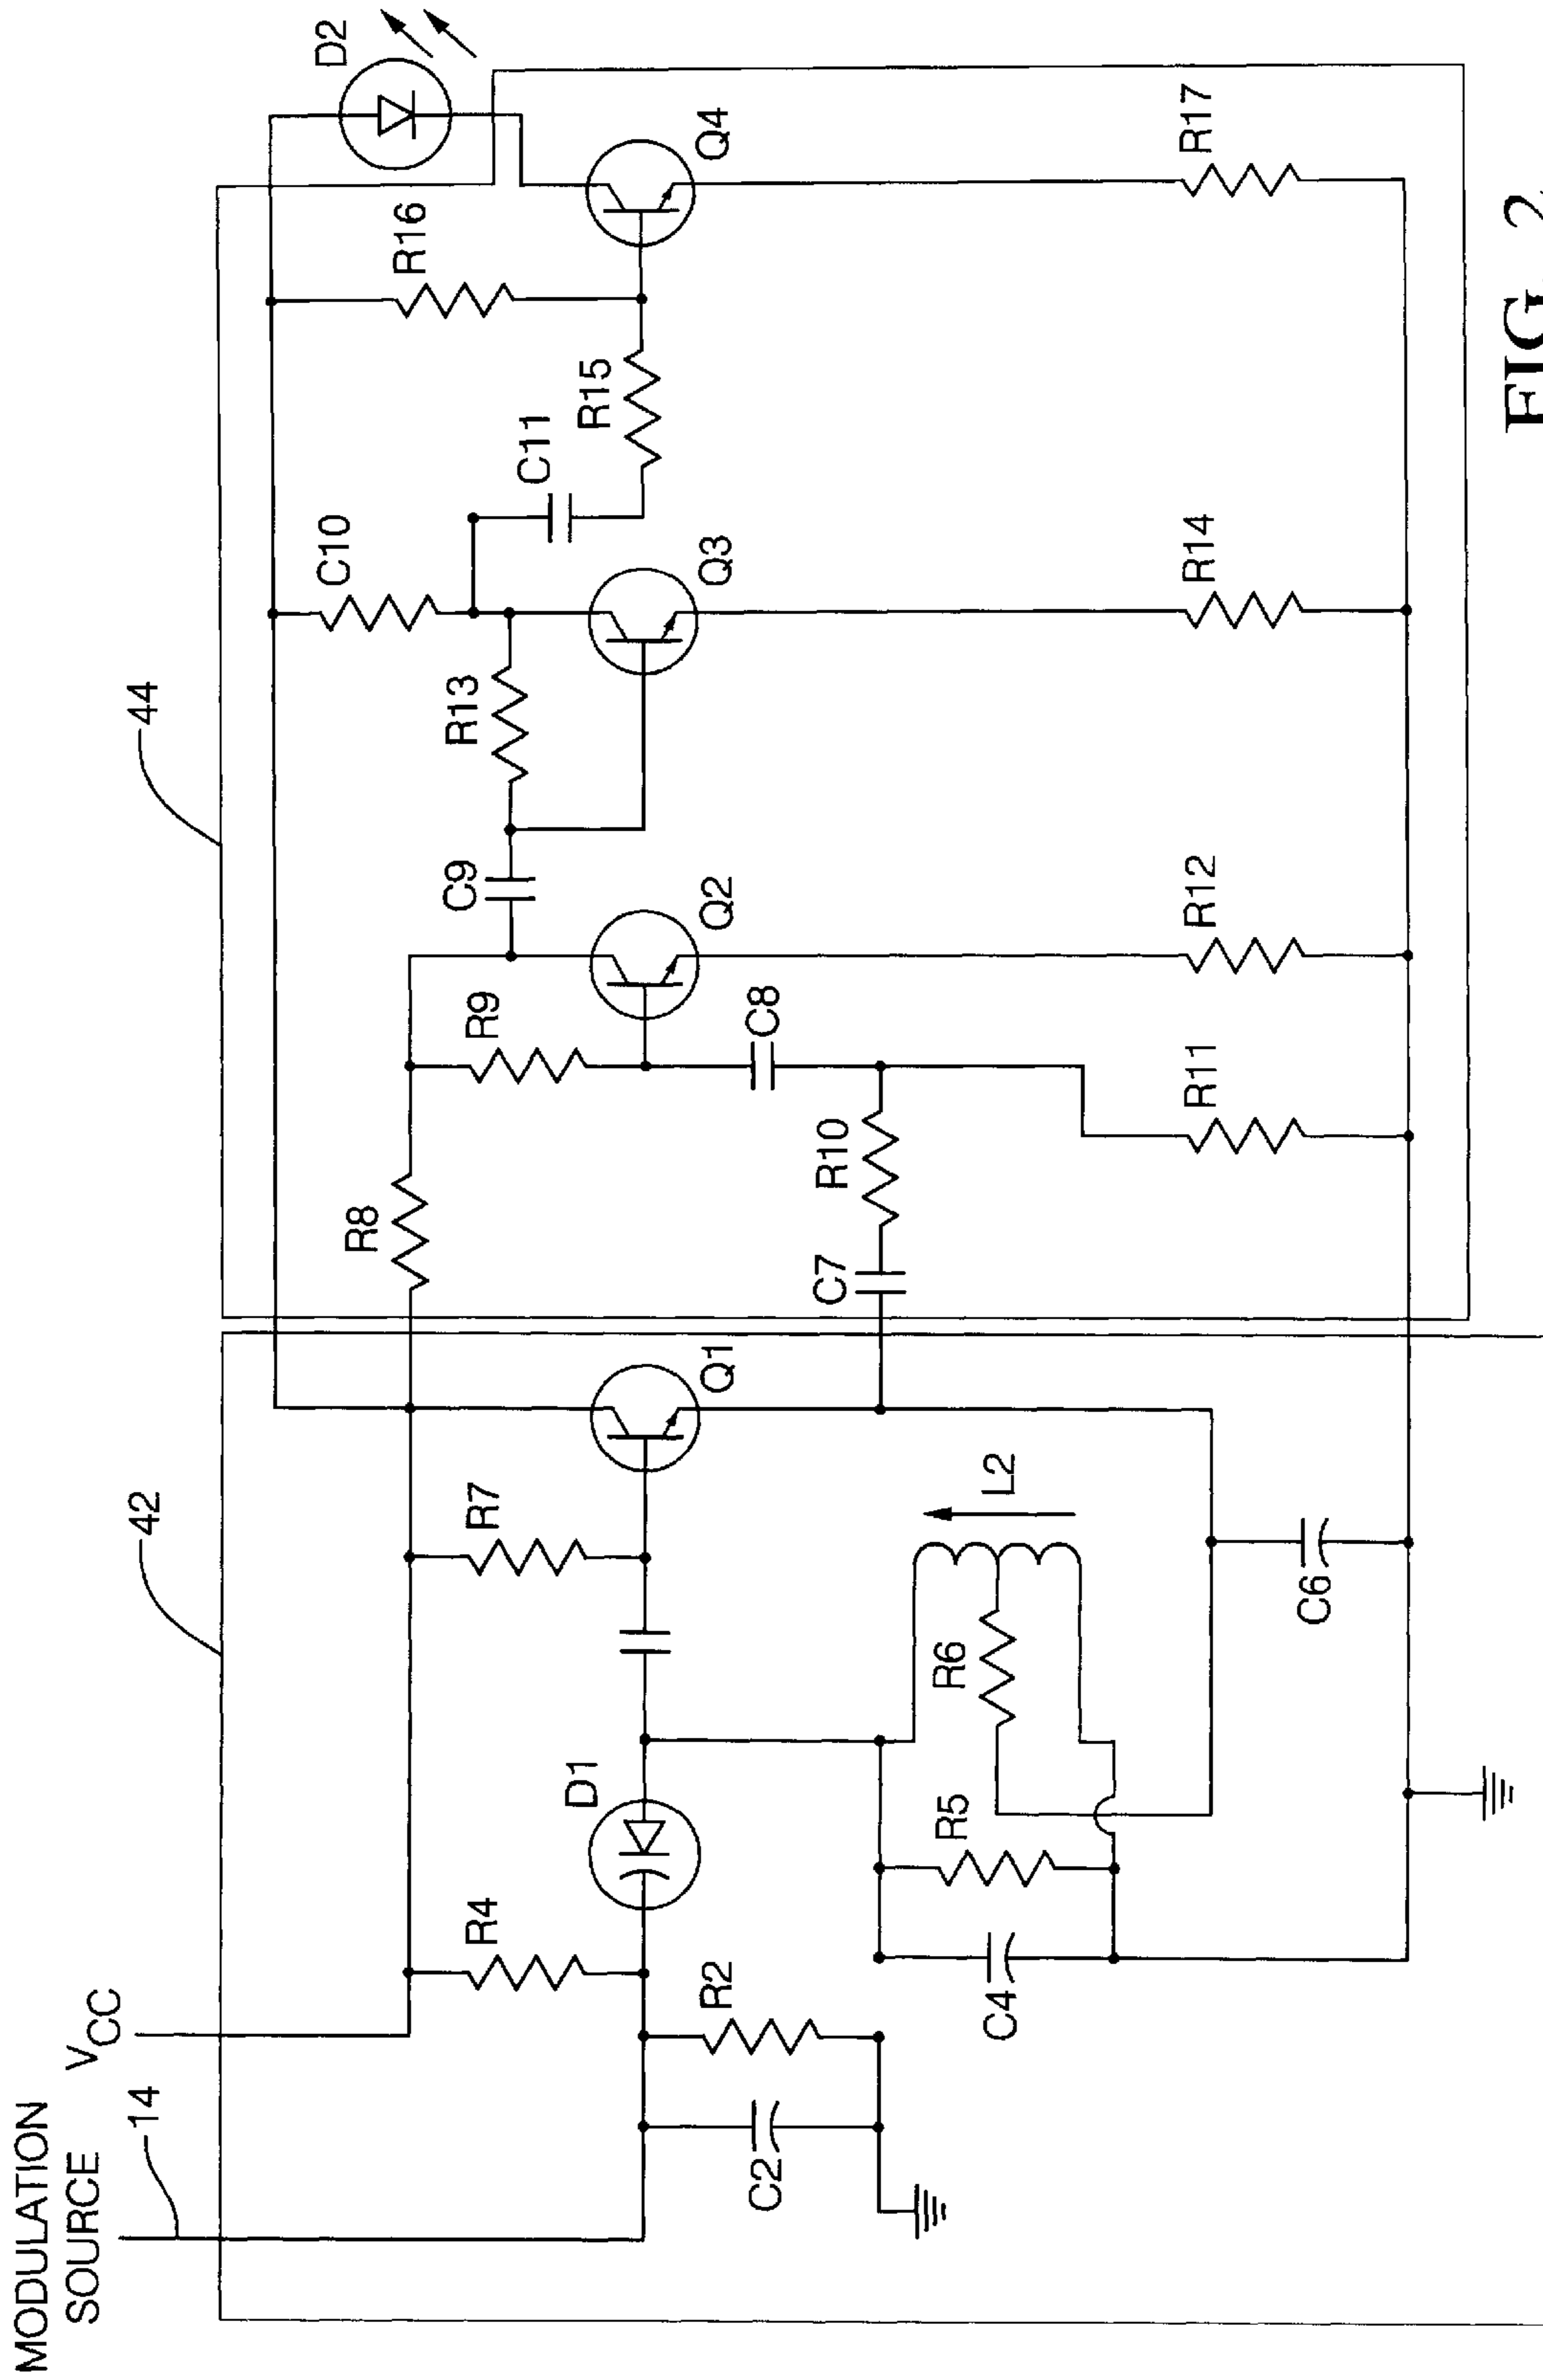 MODULATION
SOURCE
14
VCC
42
44
C2
R2
R4
D1
C4
R5
R6
L2
C6
R7
Q1
R8
C7
R10
R11
R9
C8
Q2
R12
C9
R13
C10
Q3
R14
C11
R15
R16
D2
Q4
R17
FIG. 2